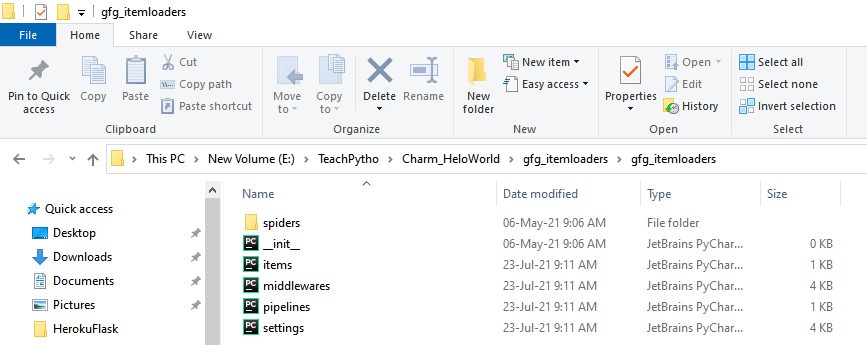 gfg_itemloaders
File Home Share View
Pin to Quick access
Copy
Paste
Cut
Copy path
Paste shortcut
Clipboard
Move to
Copy to
Delete
Rename
Organize
New folder
New item
Easy access
New
Properties
Open
Edit
History
Open
Select all
Select none
Invert selection
Select
This PC > New Volume (E:) > TeachPytho > Charm_HeloWorld > gfg_itemloaders > gfg_itemloaders
Quick access
Desktop
Downloads
Documents
Pictures
HerokuFlask
Name Date modified Type Size
spiders 06-May-21 9:06 AM File folder
__init__ 06-May-21 9:06 AM JetBrains PyChar... 0 KB
items 23-Jul-21 9:11 AM JetBrains PyChar... 1 KB
middlewares 23-Jul-21 9:11 AM JetBrains PyChar... 4 KB
pipelines 23-Jul-21 9:11 AM JetBrains PyChar... 1 KB
settings 23-Jul-21 9:11 AM JetBrains PyChar... 4 KB